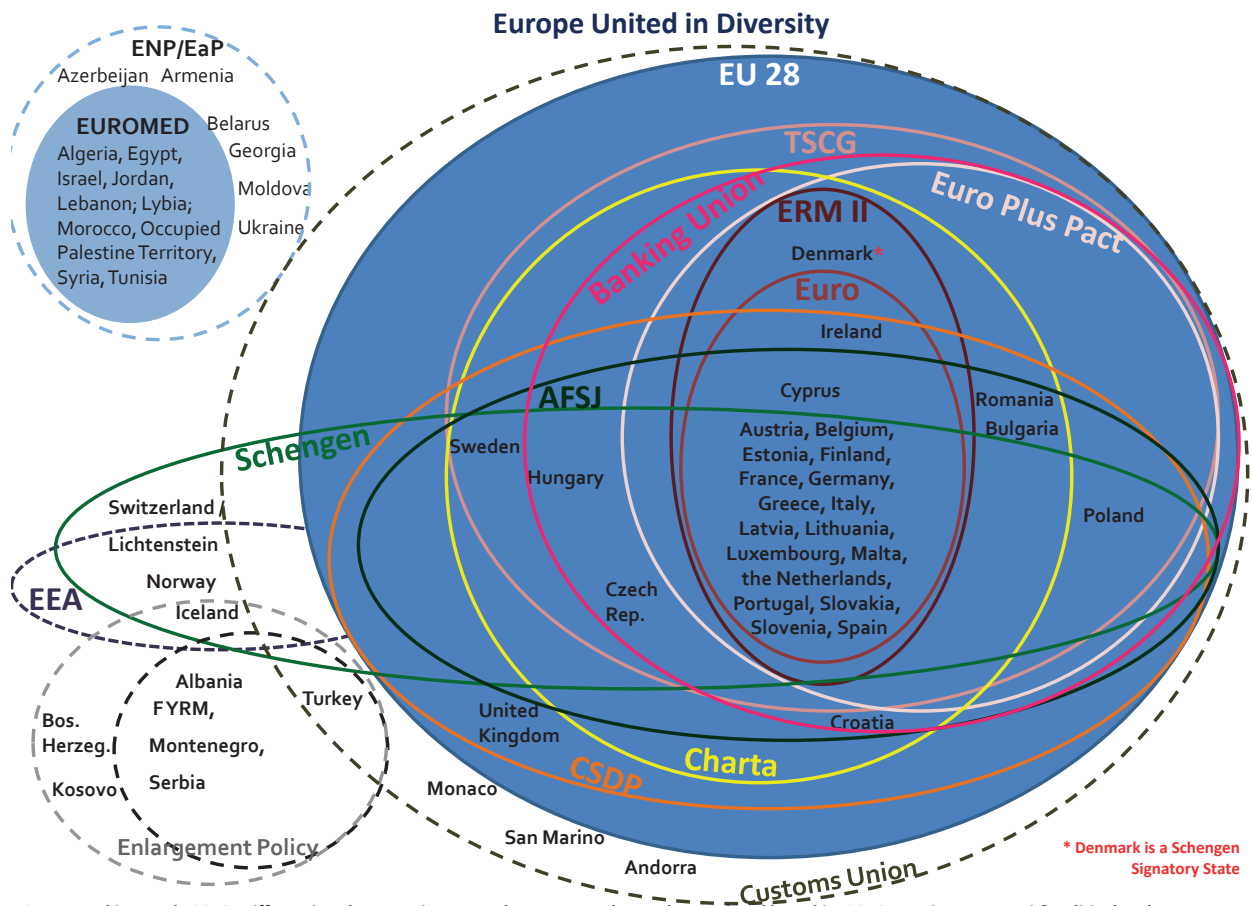 Europe United in Diversity
ENP/EaP
Azerbeijan Armenia
EUROMED
Belarus
Algeria, Egypt,
Georgia
Israel, Jordan,
Lebanon; Lybia;
Moldova
Morocco, Occupied
Ukraine
Palestine Territory,
Syria, Tunisia
EU 28
TSCG
Banking Union
Euro Plus Pact
ERM II
Denmark*
Euro
Ireland
AFSJ
Cyprus
Romania
Bulgaria
Schengen
Sweden
Hungary
Austria, Belgium,
Estonia, Finland,
France, Germany,
Greece, Italy,
Latvia, Lithuania,
Luxembourg, Malta,
the Netherlands,
Portugal, Slovakia,
Slovenia, Spain
Poland
Switzerland
Lichtenstein
Norway
EEA
Iceland
Czech
Rep.
Albania
FYRM,
Turkey
Bos.
Herzeg.
Montenegro,
Kosovo
Serbia
Enlargement Policy
United
Kingdom
Croatia
Charta
CSDP
Monaco
San Marino
Andorra
Customs Union
* Denmark is a Schengen
Signatory State